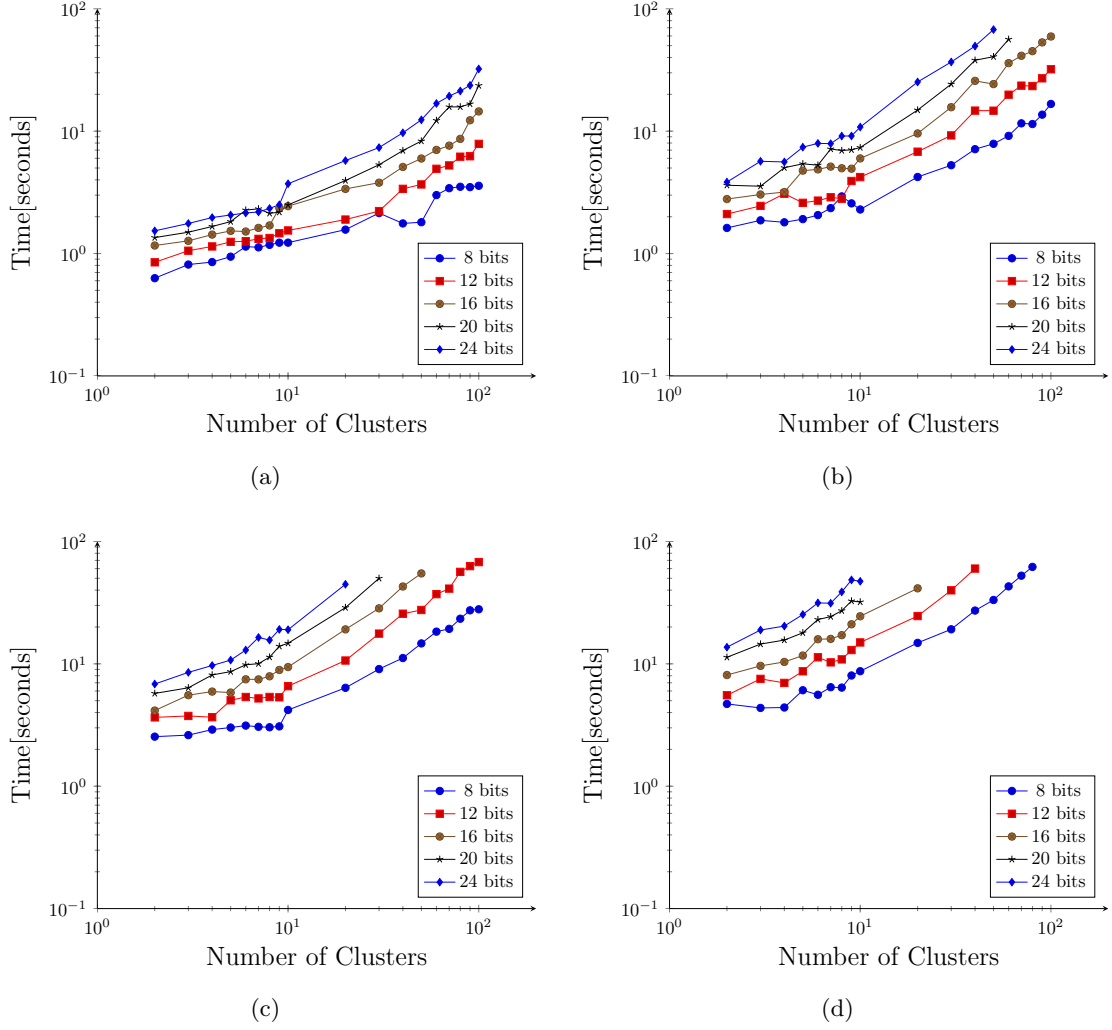 10^2
10^1
10^0
10^−1
Time[seconds]
10^0
10^1
10^2
Number of Clusters
8 bits
12 bits
16 bits
20 bits
24 bits
(a)
10^2
10^1
10^0
10^−1
Time[seconds]
10^0
10^1
10^2
Number of Clusters
8 bits
12 bits
16 bits
20 bits
24 bits
(b)
10^2
10^1
10^0
10^−1
Time[seconds]
10^0
10^1
10^2
Number of Clusters
8 bits
12 bits
16 bits
20 bits
24 bits
(c)
10^2
10^1
10^0
10^−1
Time[seconds]
10^0
10^1
10^2
Number of Clusters
8 bits
12 bits
16 bits
20 bits
24 bits
(d)